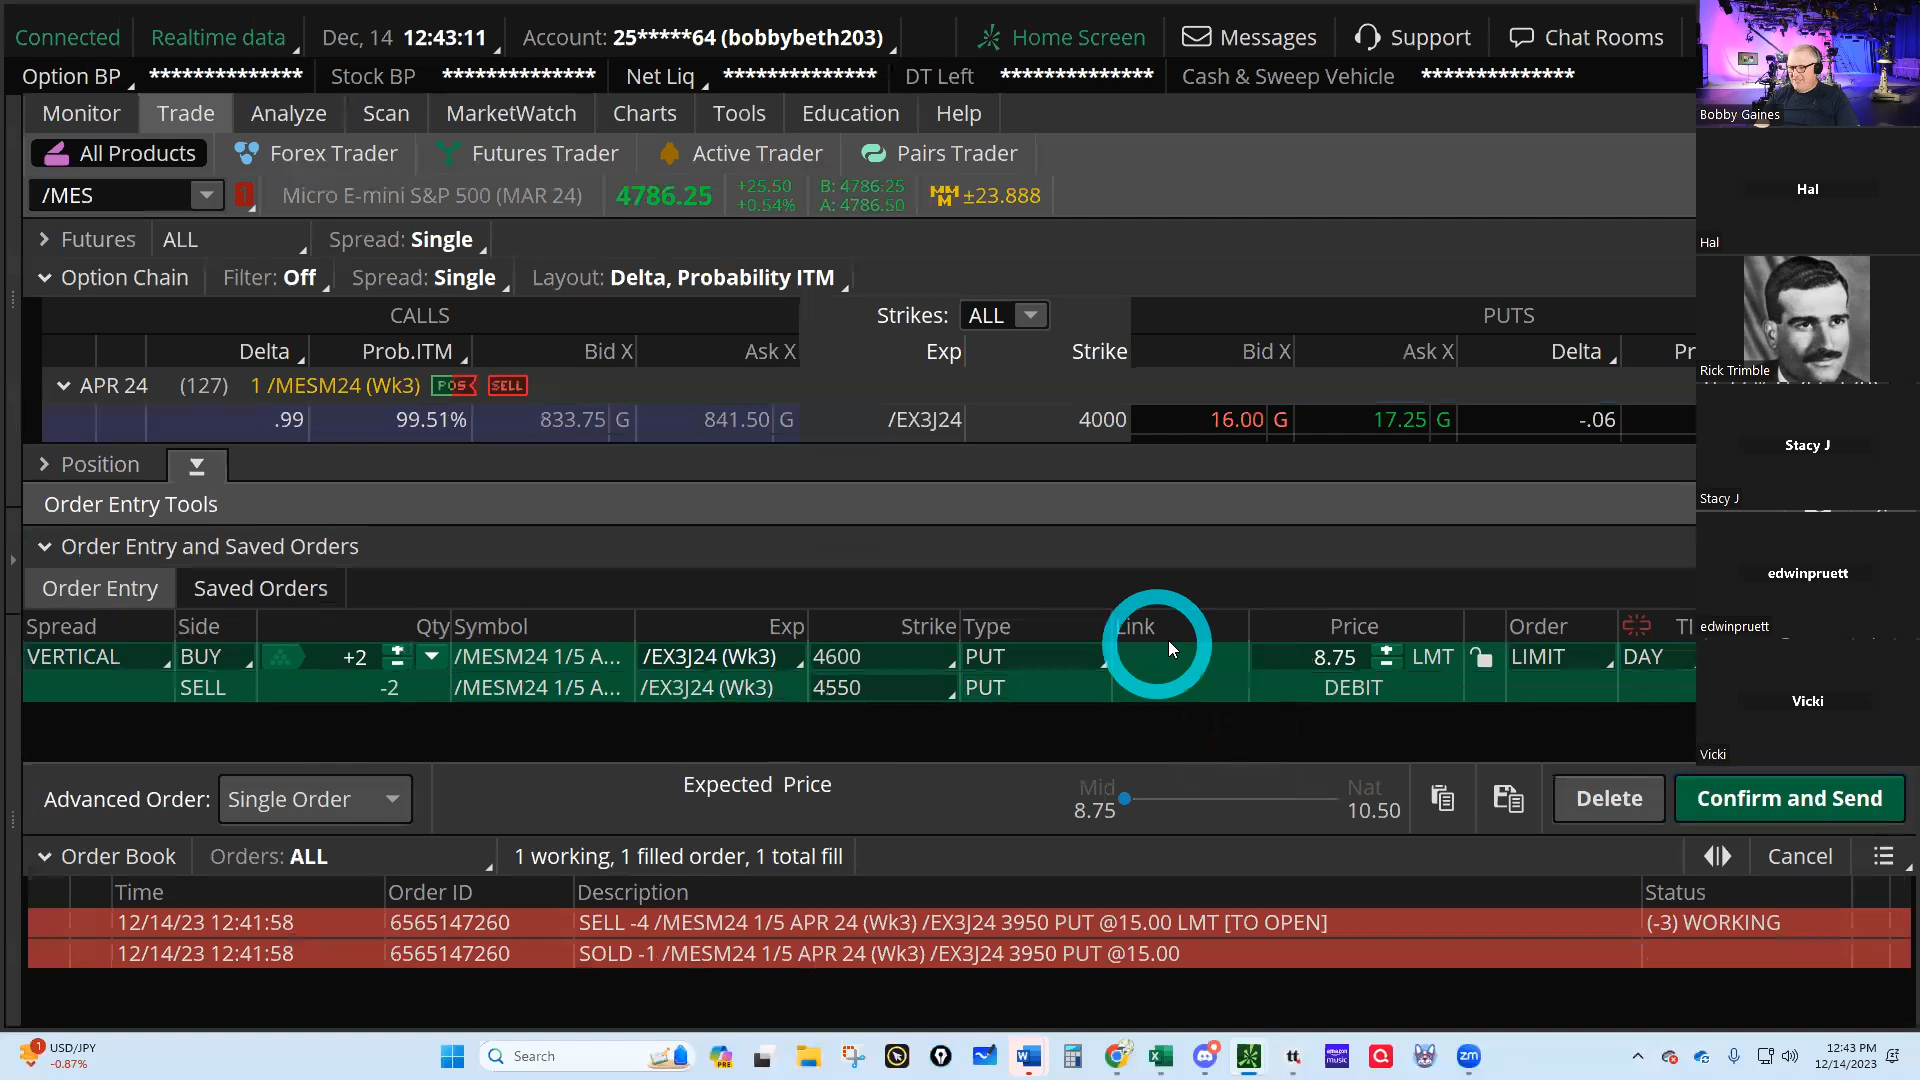 Connected Realtime data Dec, 14 12:43:11 Account: 25*****64 (bobbybeth203) Home Screen Messages Support Chat Rooms
Option BP ************** Stock BP ************** Net Liq ************** DT Left ************** Cash & Sweep Vehicle **************
Monitor Trade Analyze Scan MarketWatch Charts Tools Education Help
All Products Forex Trader Futures Trader Active Trader Pairs Trader
/MES 1 Micro E-mini S&P 500 (MAR 24) 4786.25 +25.50 B: 4786.25 ±23.888
+0.54% A: 4786.50
Futures ALL Spread: Single
Option Chain Filter: Off Spread: Single Layout: Delta, Probability ITM
CALLS Strikes: ALL PUTS
Delta Prob.ITM Bid X Ask X Exp Strike Bid X Ask X Delta Pr
APR 24 (127) 1 /MESM24 (Wk3) POS SELL
.99 99.51% 833.75 G 841.50 G /EX3J24 4000 16.00 G 17.25 G -.06
Position
Order Entry Tools
Order Entry and Saved Orders
Order Entry Saved Orders
Spread Side Qty Symbol Exp Strike Type Link Price Order TI
VERTICAL BUY +2 /MESM24 1/5 A... /EX3J24 (Wk3) 4600 PUT 8.75 LMT LIMIT DAY
SELL -2 /MESM24 1/5 A... /EX3J24 (Wk3) 4550 PUT DEBIT
Advanced Order: Single Order Expected Price Mid 8.75 Nat 10.50 Delete Confirm and Send
Order Book Orders: ALL 1 working, 1 filled order, 1 total fill Cancel
Time Order ID Description Status
12/14/23 12:41:58 6565147260 SELL -4 /MESM24 1/5 APR 24 (Wk3) /EX3J24 3950 PUT @15.00 LMT [TO OPEN] (-3) WORKING
12/14/23 12:41:58 6565147260 SOLD -1 /MESM24 1/5 APR 24 (Wk3) /EX3J24 3950 PUT @15.00
Bobby Gaines
Hal
Hal
Rick Trimble
Stacy J
Stacy J
edwinpruett
edwinpruett
Vicki
Vicki
1 USD/JPY
-0.87%
Search
PRE
tt
amazon music
zm
12:43 PM
12/14/2023